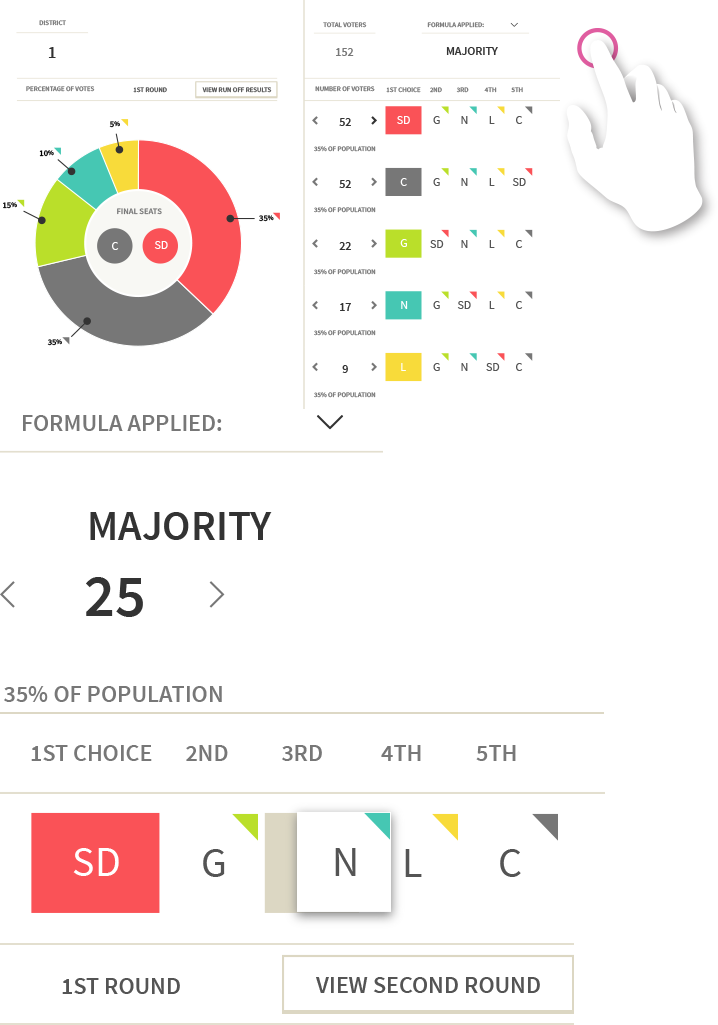 DISTRICT
1
PERCENTAGE OF VOTES 1ST ROUND VIEW RUN OFF RESULTS
5%
10%
15%
35%
35%
FINAL SEATS
C SD
TOTAL VOTERS FORMULA APPLIED:
152 MAJORITY
NUMBER OF VOTERS 1ST CHOICE 2ND 3RD 4TH 5TH
52 SD G N L C
35% OF POPULATION
52 C G N L SD
35% OF POPULATION
22 G SD N L C
35% OF POPULATION
17 N G SD L C
35% OF POPULATION
9 L G N SD C
35% OF POPULATION
FORMULA APPLIED:
MAJORITY
25
35% OF POPULATION
1ST CHOICE 2ND 3RD 4TH 5TH
SD G N L C
1ST ROUND VIEW SECOND ROUND